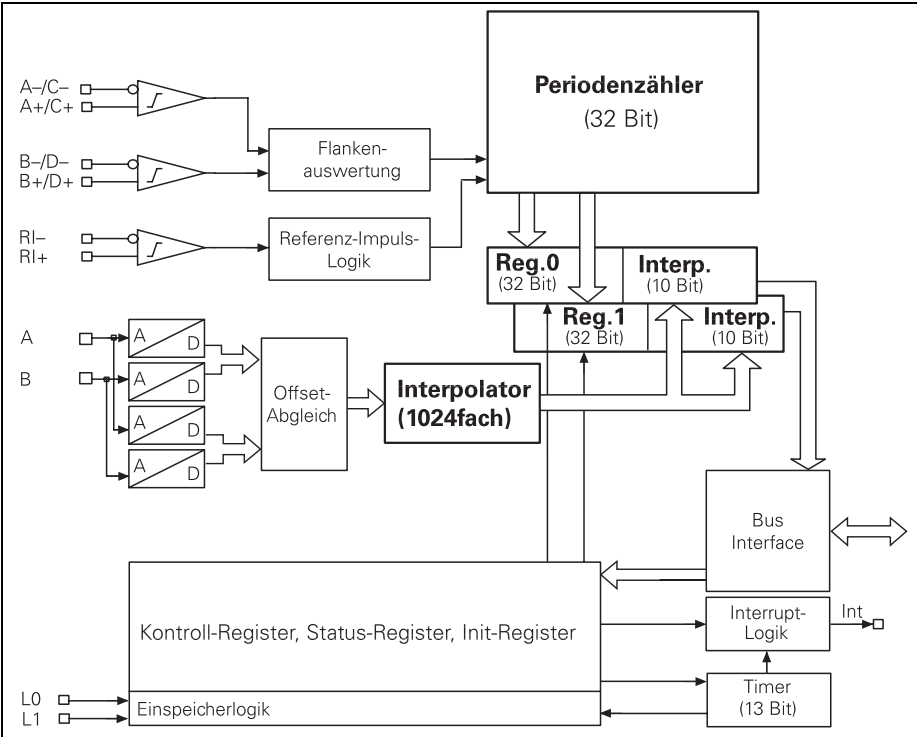 Periodenzähler
(32 Bit)
A–/C–
A+/C+
B–/D–
B+/D+
Flanken-
auswertung
RI–
RI+
Referenz-Impuls-
Logik
Reg.0
(32 Bit)
Interp.
(10 Bit)
Reg.1
(32 Bit)
Interp.
(10 Bit)
A
B
A
D
A
D
A
D
A
D
Offset-
Abgleich
Interpolator
(1024fach)
Bus
Interface
Kontroll-Register, Status-Register, Init-Register
Interrupt-
Logik
Int
L0
L1
Einspeicherlogik
Timer
(13 Bit)